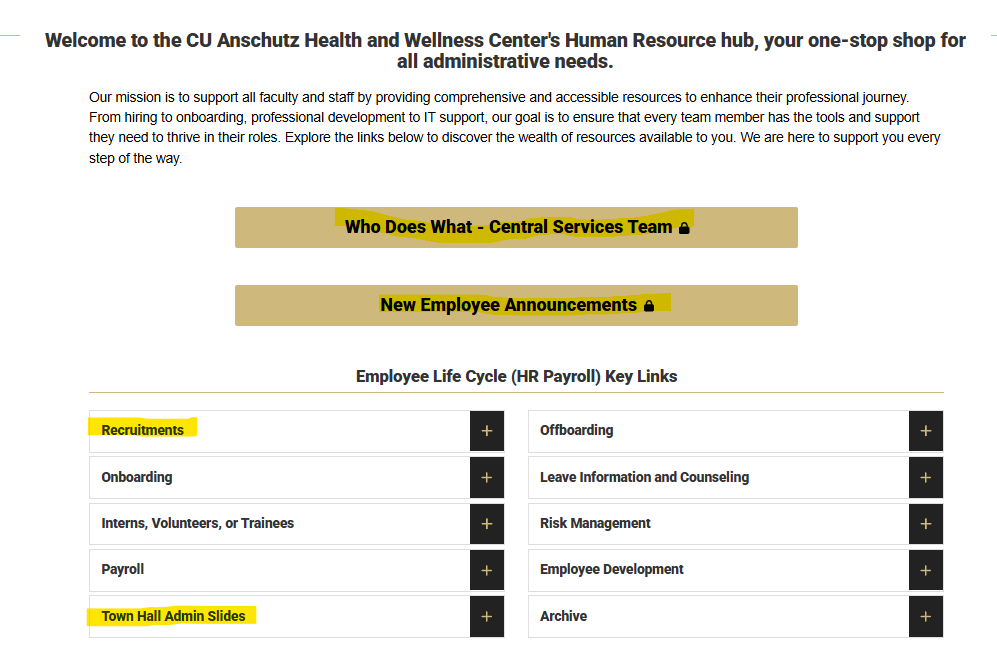 Welcome to the CU Anschutz Health and Wellness Center's Human Resource hub, your one-stop shop for
all administrative needs.
Our mission is to support all faculty and staff by providing comprehensive and accessible resources to enhance their professional journey.
From hiring to onboarding, professional development to IT support, our goal is to ensure that every team member has the tools and support
they need to thrive in their roles. Explore the links below to discover the wealth of resources available to you. We are here to support you every
step of the way.
Who Does What - Central Services Team
New Employee Announcements
Employee Life Cycle (HR Payroll) Key Links
Recruitments
Offboarding
Onboarding
Leave Information and Counseling
Interns, Volunteers, or Trainees
Risk Management
Payroll
Employee Development
Town Hall Admin Slides
Archive